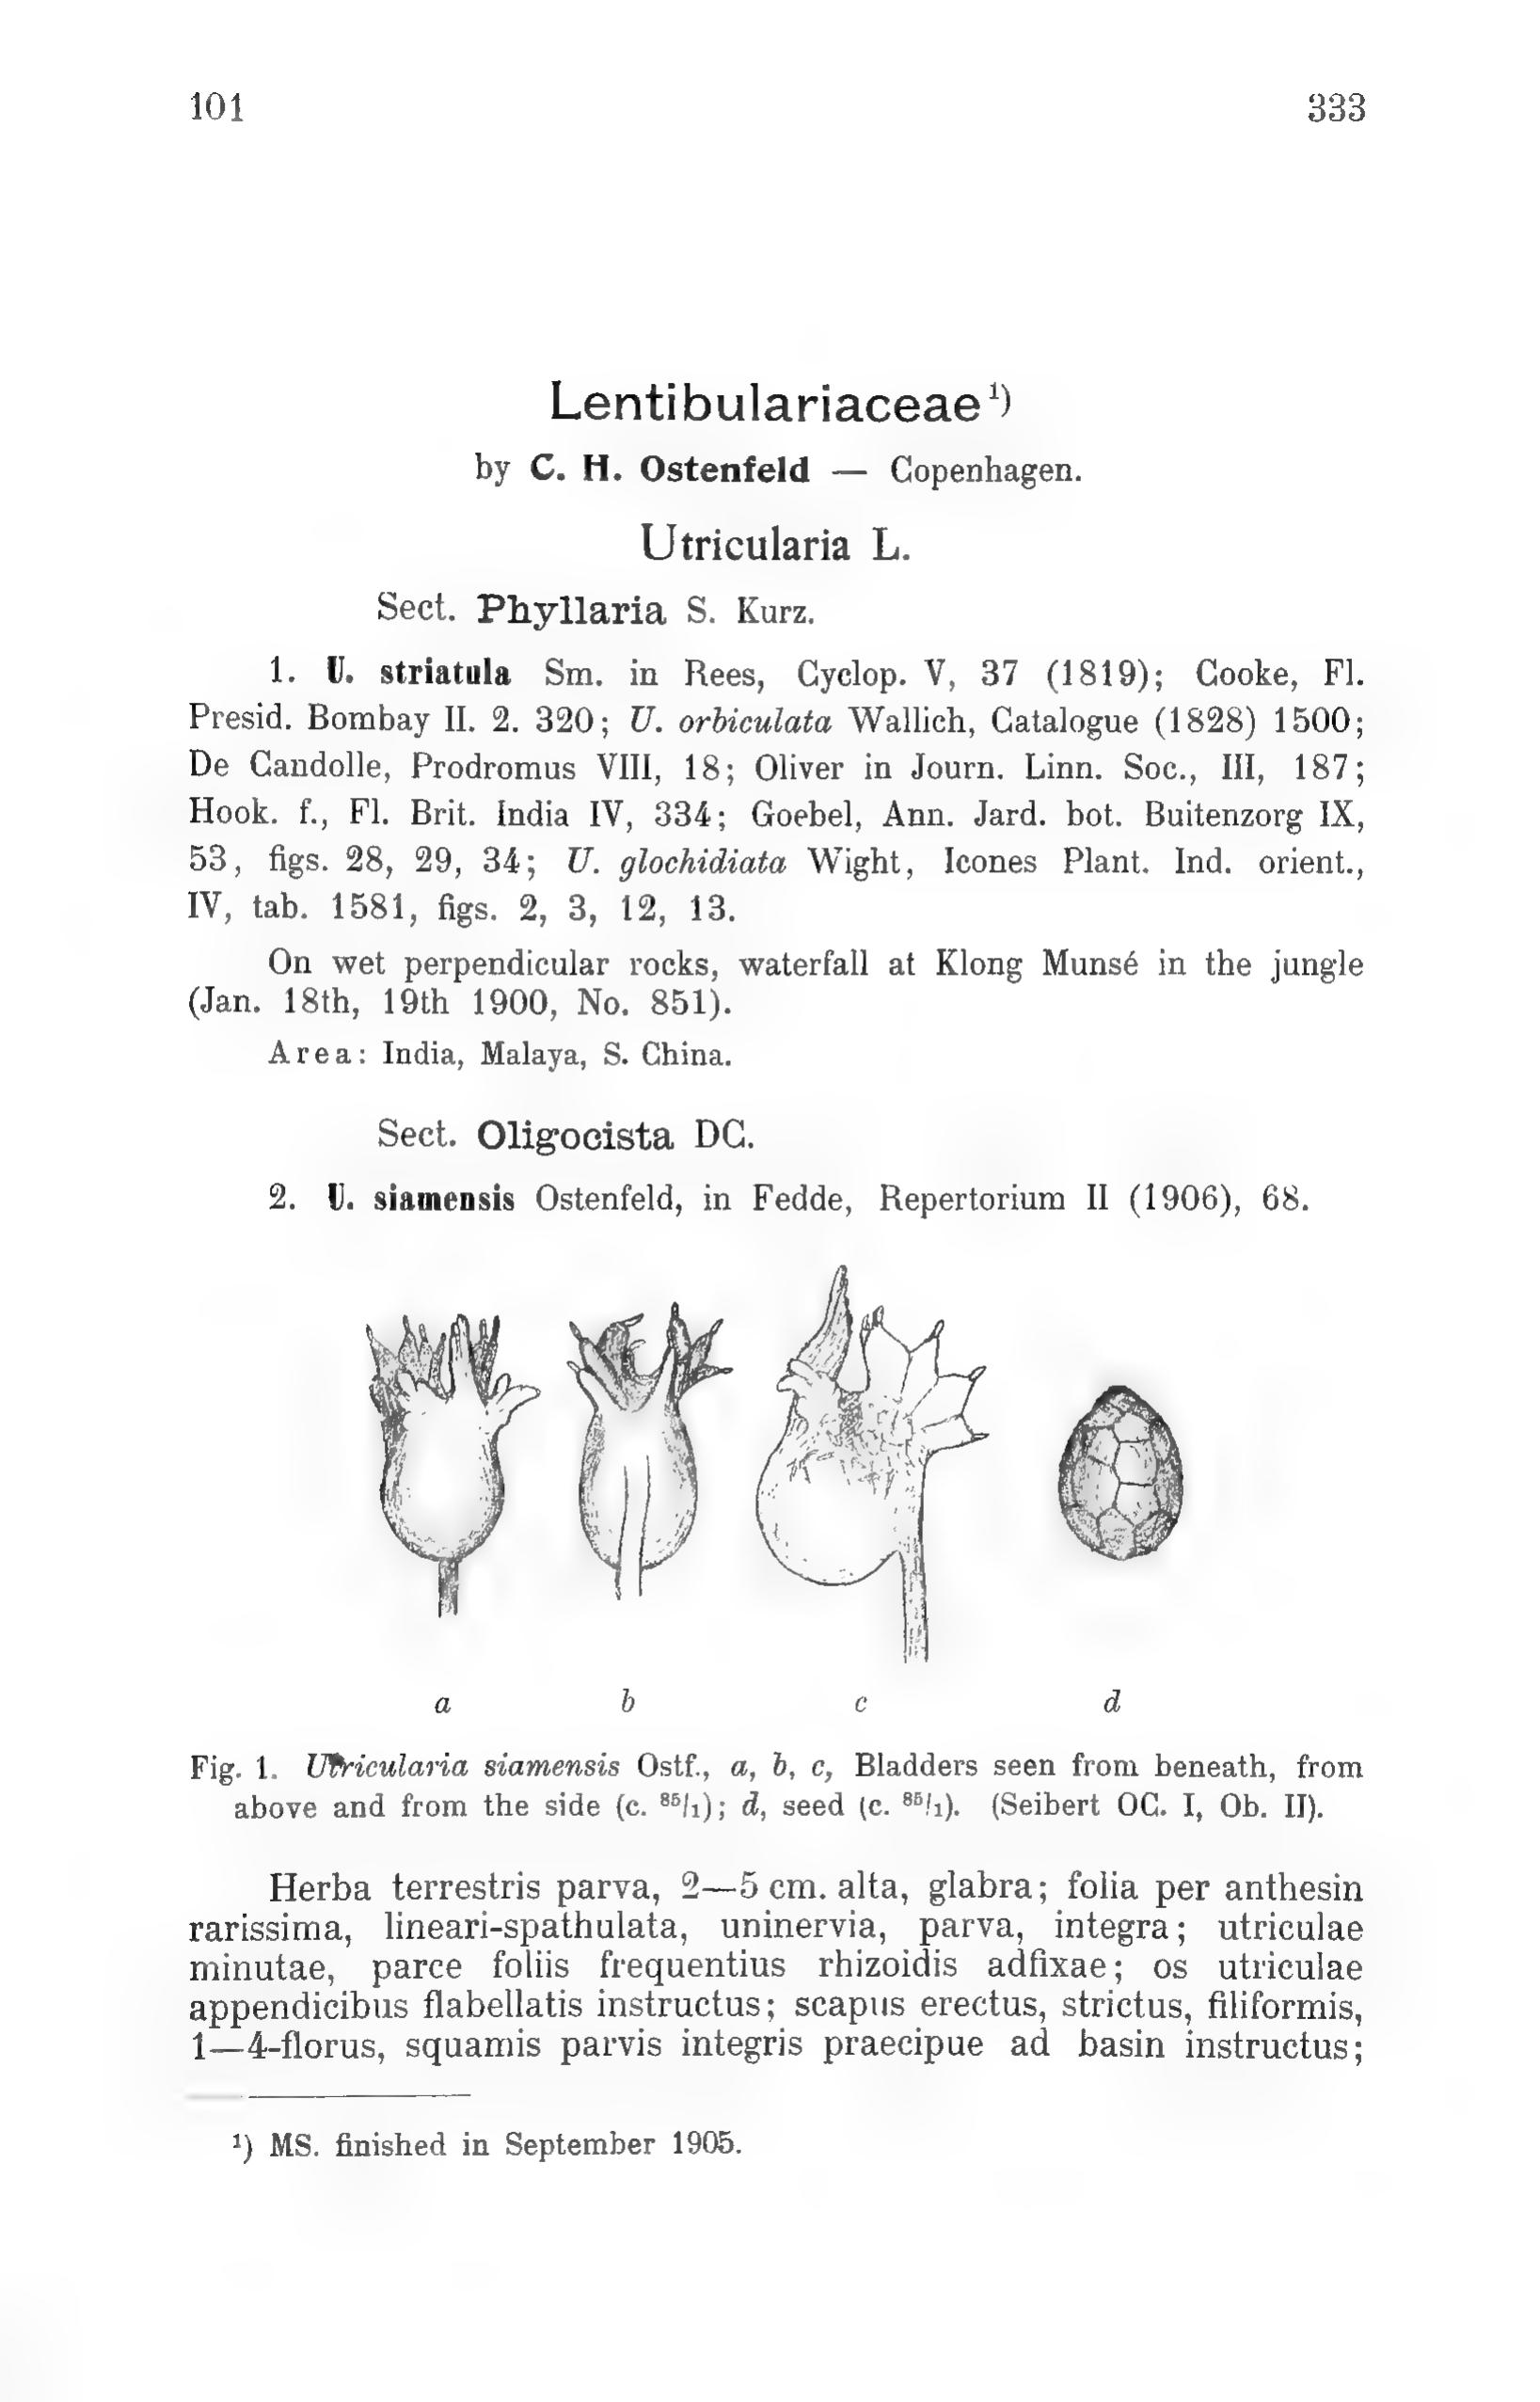 101 333
Lentibulariaceae ¹)
by C. H. Ostenfeld — Copenhagen.
Utricularia L.
Sect. Phyllaria S. Kurz.
1. U. striatula Sm. in Rees, Cyclop. V, 37 (1819); Cooke, Fl.
Presid. Bombay II. 2. 320; U. orbiculata Wallich, Catalogue (1828) 1500;
De Candolle, Prodromus VIII, 18; Oliver in Journ. Linn. Soc., III, 187;
Hook. f., Fl. Brit. India IV, 334; Goebel, Ann. Jard. bot. Buitenzorg IX,
53, figs. 28, 29, 34; U. glochidiata Wight, Icones Plant. Ind. orient.,
IV, tab. 1581, figs. 2, 3, 12, 13.
On wet perpendicular rocks, waterfall at Klong Munsé in the jungle
(Jan. 18th, 19th 1900, No. 851).
Area: India, Malaya, S. China.
Sect. Oligocista DC.
2. U. siamensis Ostenfeld, in Fedde, Repertorium II (1906), 68.
a b c d
Fig. 1. Utricularia siamensis Ostf., a, b, c, Bladders seen from beneath, from
above and from the side (c. 85/1); d, seed (c. 85/1). (Seibert OC. I, Ob. II).
Herba terrestris parva, 2—5 cm. alta, glabra; folia per anthesin
rarissima, lineari-spathulata, uninervia, parva, integra; utriculae
minutae, parce foliis frequentius rhizoidis adfixae; os utriculae
appendicibus flabellatis instructus; scapus erectus, strictus, filiformis,
1—4-florus, squamis parvis integris praecipue ad basin instructus;
¹) MS. finished in September 1905.